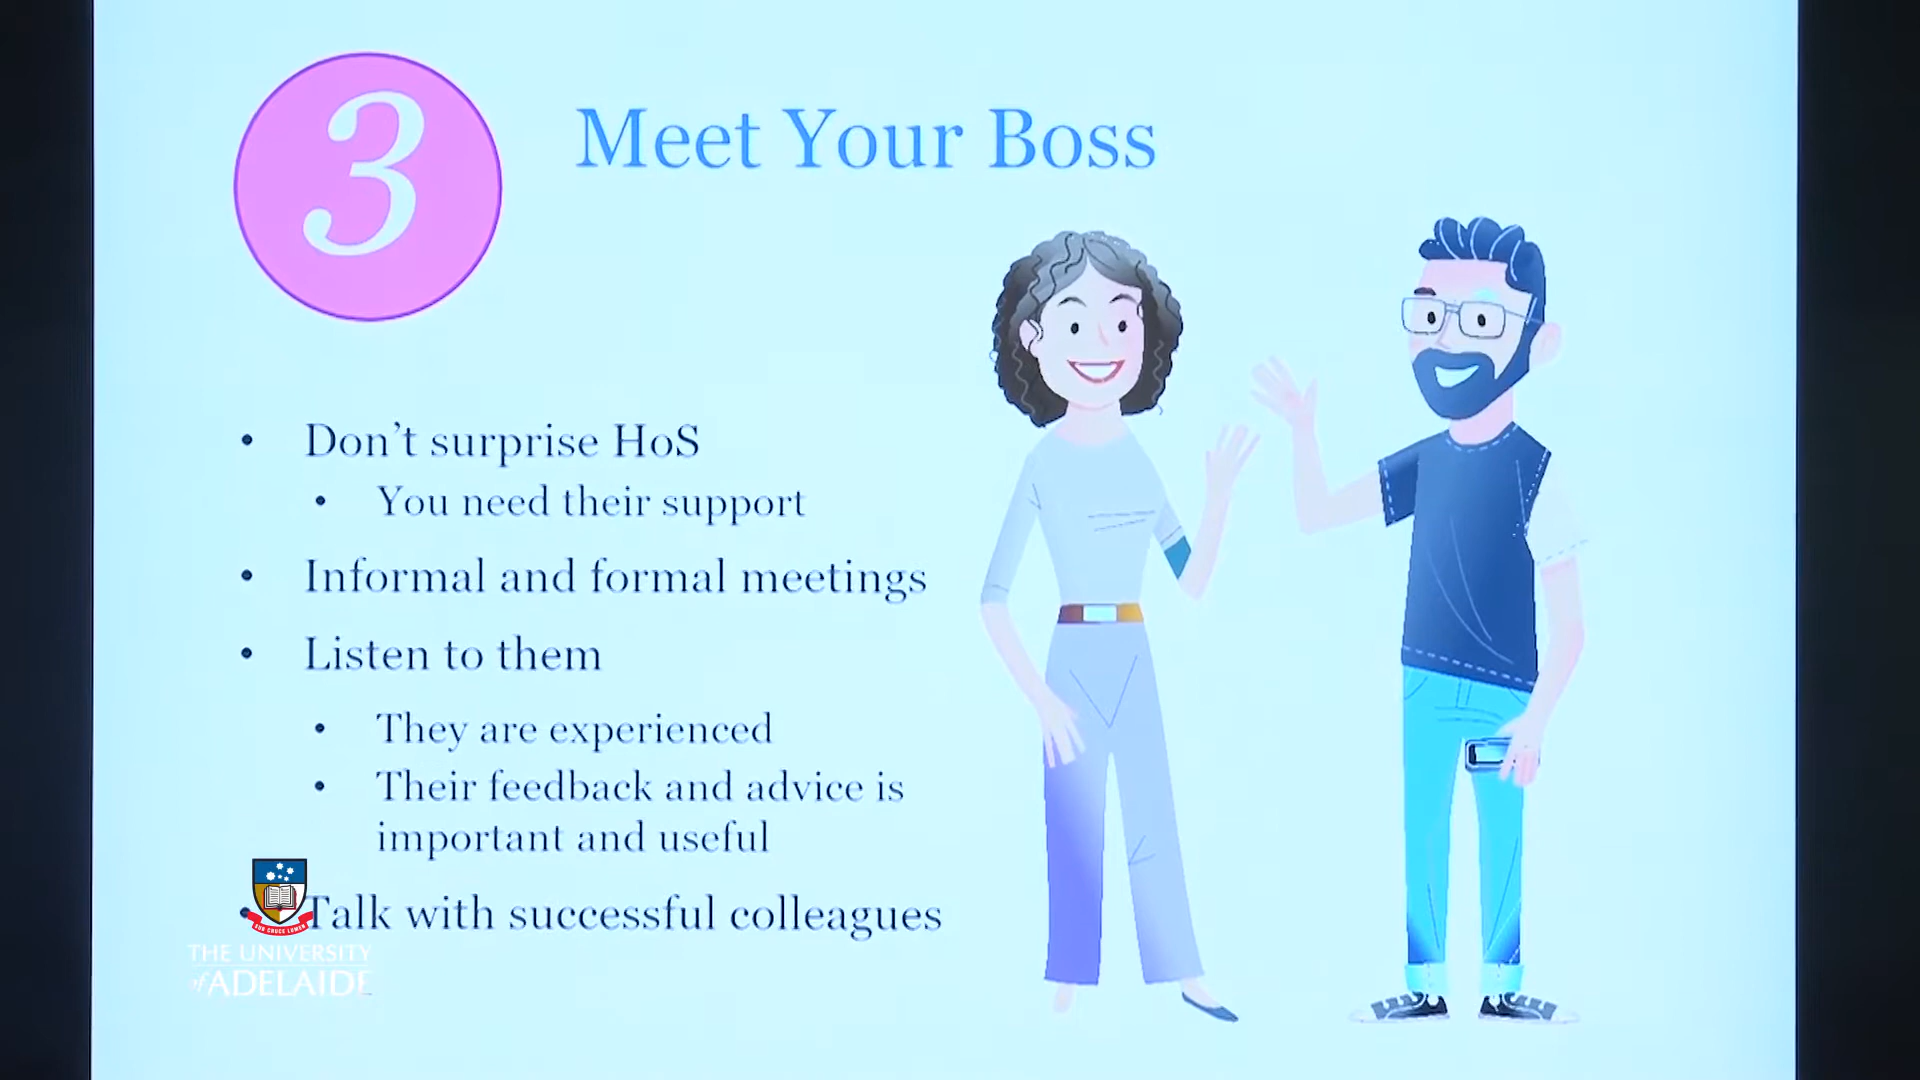 3
Meet Your Boss
• Don't surprise HoS
• You need their support
• Informal and formal meetings
• Listen to them
• They are experienced
• Their feedback and advice is
important and useful
• Talk with successful colleagues
THE UNIVERSITY
of ADELAIDE